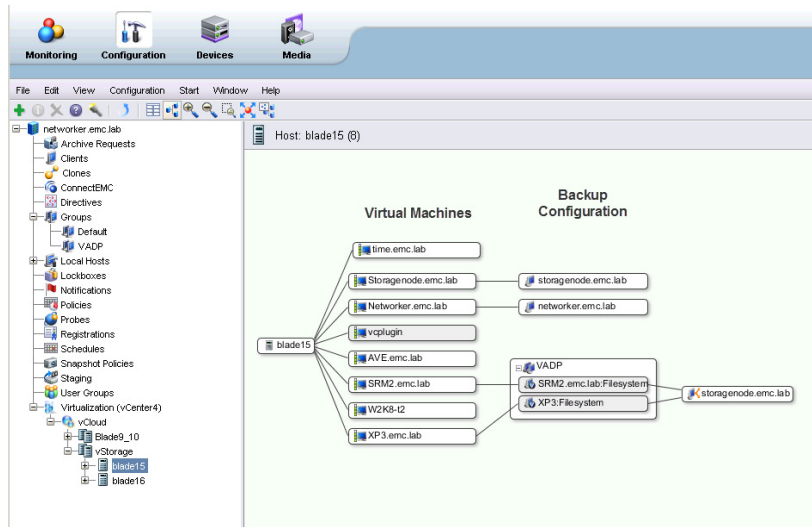 Monitoring Configuration Devices Media
File Edit View Configuration Start Window Help
networker.emc.lab
Archive Requests
Clients
Clones
ConnectEMC
Directives
Groups
Default
VADP
Local Hosts
Lockboxes
Notifications
Policies
Probes
Registrations
Schedules
Snapshot Policies
Staging
User Groups
Virtualization (vCenter4)
vCloud
Blade9_10
vStorage
blade15
blade16
Host: blade15 (8)
Virtual Machines
Backup
Configuration
blade15
time.emc.lab
Storagenode.emc.lab
Networker.emc.lab
vcplugin
AVE.emc.lab
SRM2.emc.lab
W2K8-t2
XP3.emc.lab
storagenode.emc.lab
networker.emc.lab
VADP
SRM2.emc.lab:Filesystem
XP3:Filesystem
storagenode.emc.lab